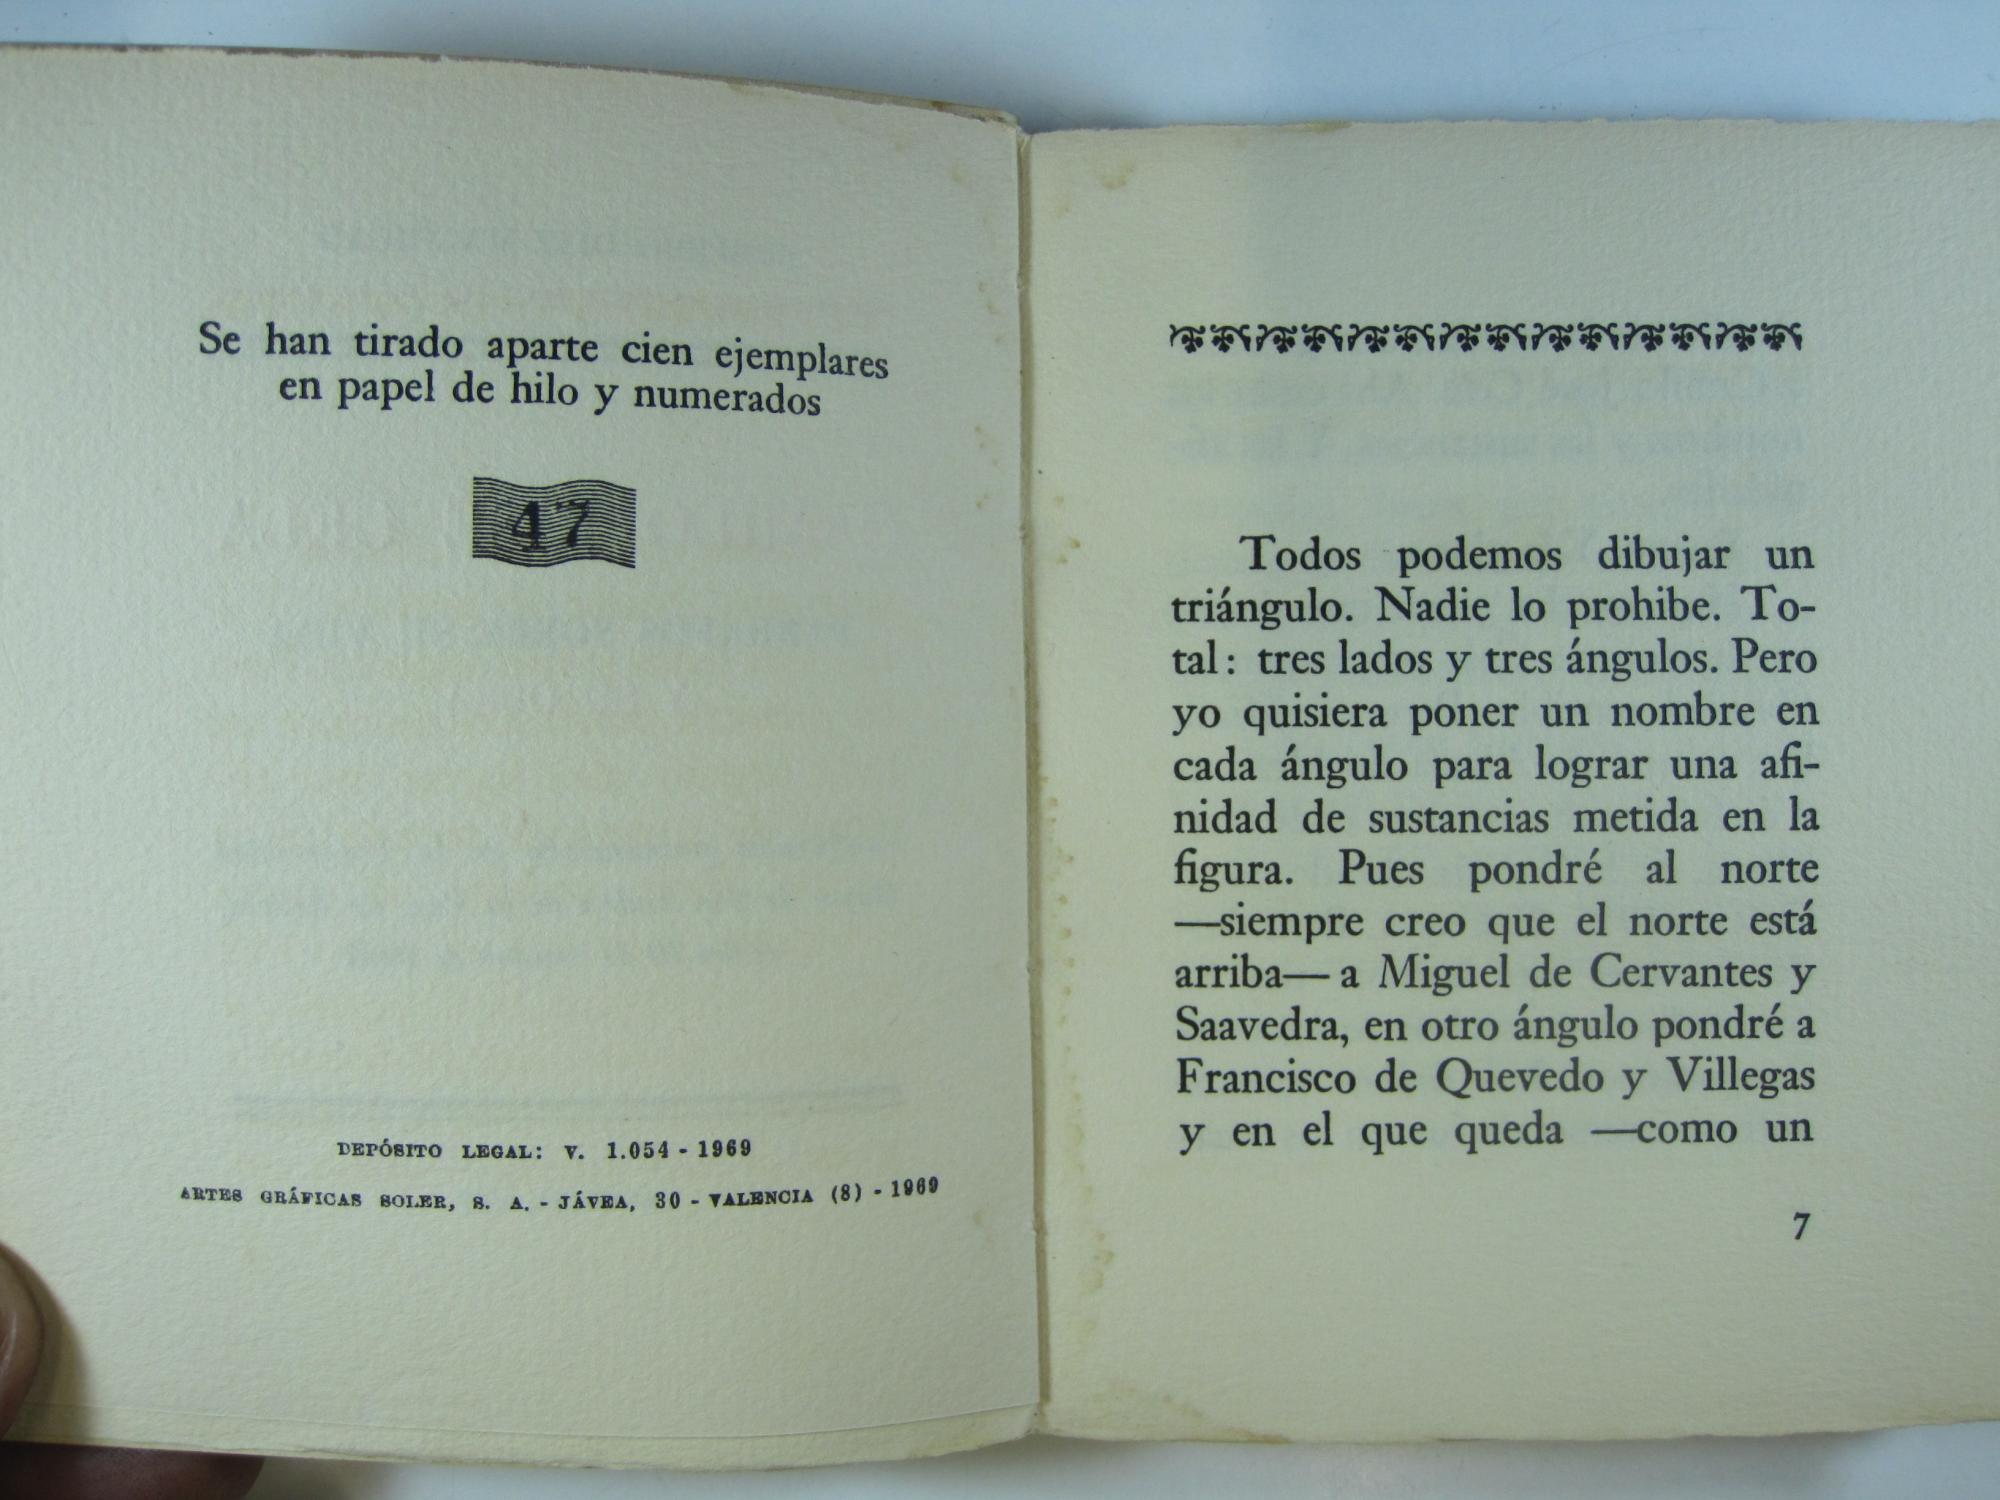 Se han tirado aparte cien ejemplares
en papel de hilo y numerados
47
DEPÓSITO LEGAL: V. 1.054 - 1969
ARTES GRÁFICAS SOLER, S. A. - JÁVEA, 30 - VALENCIA (8) - 1969
Todos podemos dibujar un
triángulo. Nadie lo prohibe. To-
tal: tres lados y tres ángulos. Pero
yo quisiera poner un nombre en
cada ángulo para lograr una afi-
nidad de sustancias metida en la
figura. Pues pondré al norte
—siempre creo que el norte está
arriba— a Miguel de Cervantes y
Saavedra, en otro ángulo pondré a
Francisco de Quevedo y Villegas
y en el que queda —como un
7